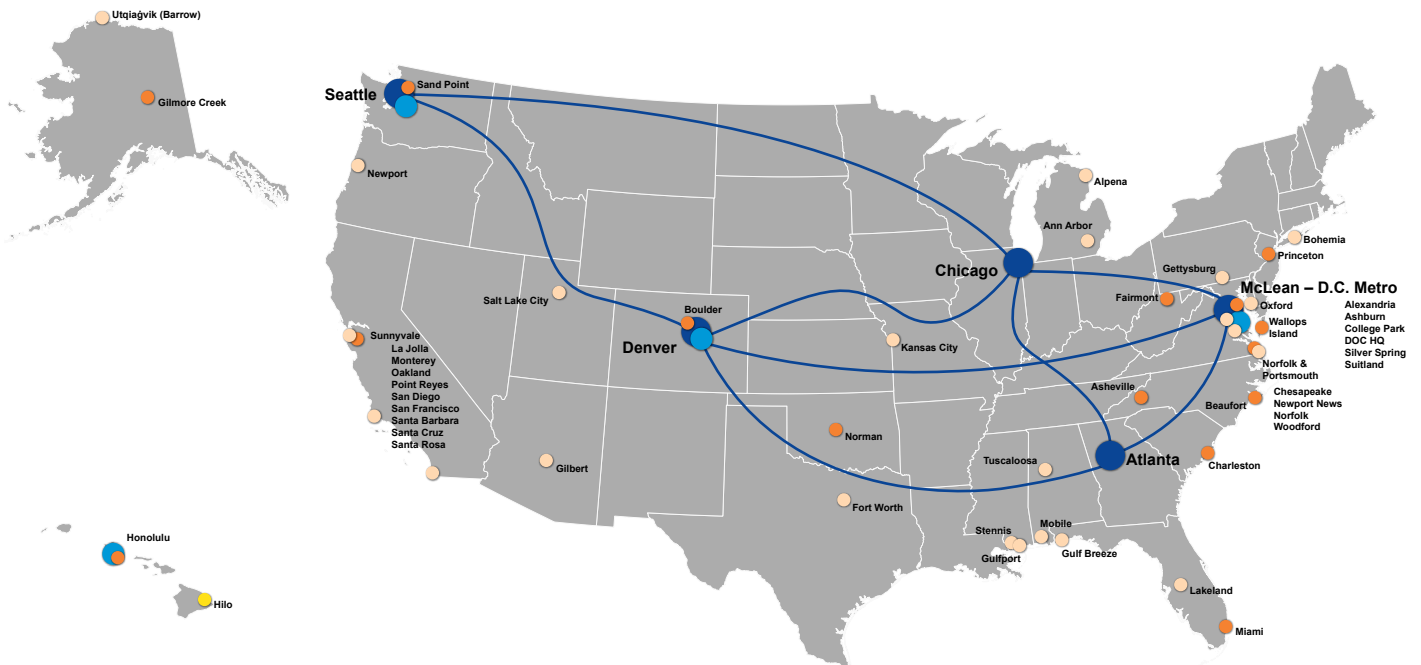 Utqiaġvik (Barrow)
Gilmore Creek
Seattle
Sand Point
Newport
Alpena
Ann Arbor
Bohemia
Chicago
Princeton
Gettysburg
Salt Lake City
Fairmont
McLean – D.C. Metro
Oxford
Alexandria
Ashburn
College Park
DOC HQ
Silver Spring
Suitland
Wallops
Island
Boulder
Denver
Kansas City
Sunnyvale
La Jolla
Monterey
Oakland
Point Reyes
San Diego
San Francisco
Santa Barbara
Santa Cruz
Santa Rosa
Norfolk &
Portsmouth
Asheville
Beaufort
Chesapeake
Newport News
Norfolk
Woodford
Norman
Gilbert
Tuscaloosa
Atlanta
Charleston
Fort Worth
Stennis
Mobile
Gulfport
Gulf Breeze
Honolulu
Hilo
Lakeland
Miami